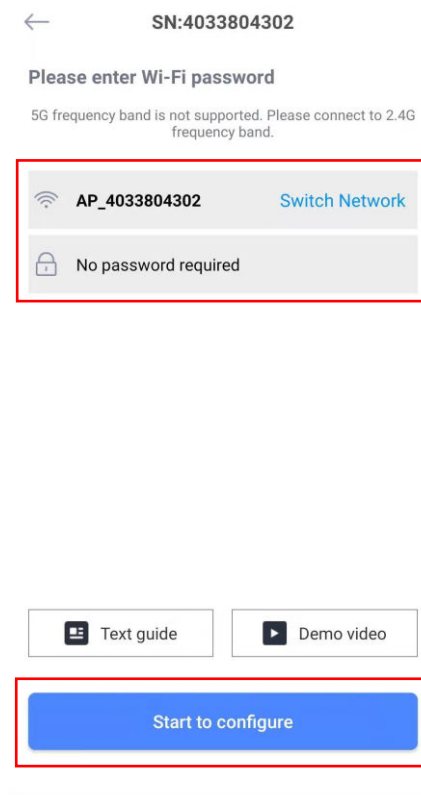 SN:4033804302
Please enter Wi-Fi password
5G frequency band is not supported. Please connect to 2.4G
frequency band.
AP_4033804302 Switch Network
No password required
Text guide Demo video
Start to configure